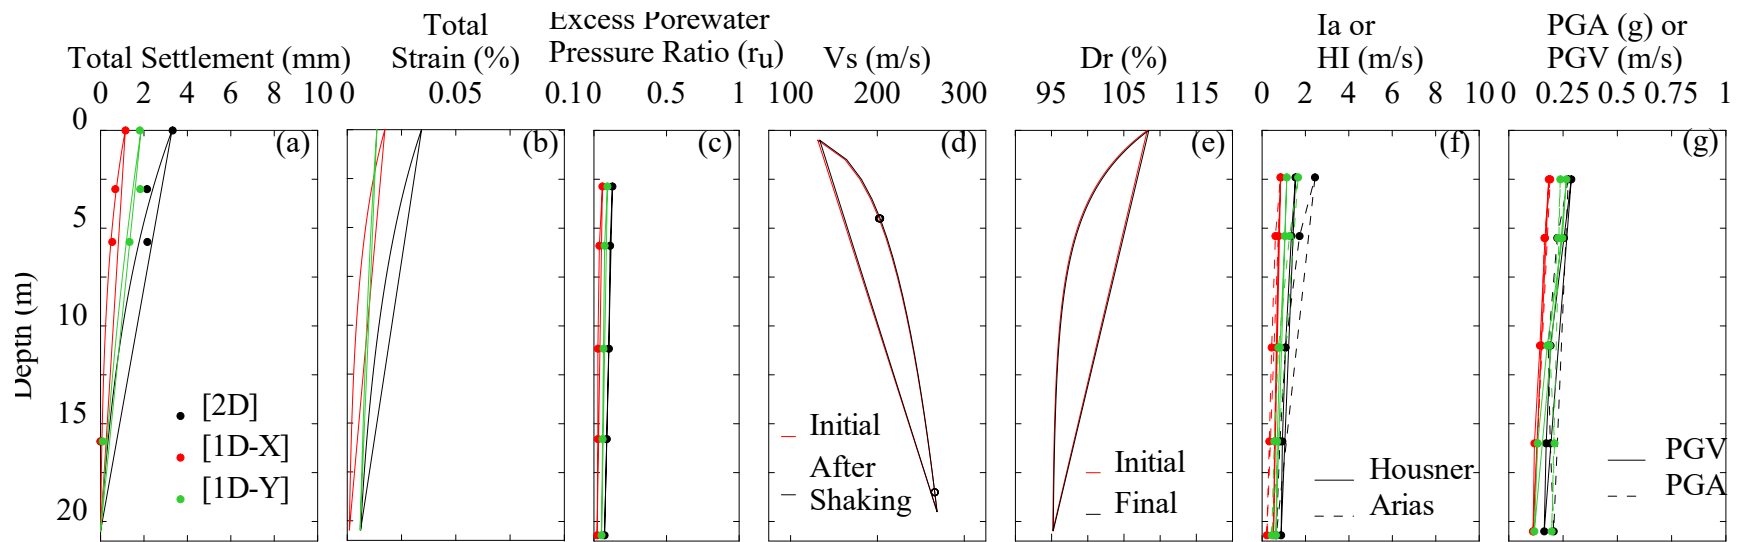 Total Settlement (mm)
0 2 4 6 8 10
Total
Strain (%)
0 0.05 0.1
Excess Porewater
Pressure Ratio (ru)
0 0.5 1
Vs (m/s)
100 200 300
Dr (%)
95 105 115
Ia or
HI (m/s)
0 2 4 6 8 10
PGA (g) or
PGV (m/s)
0 0.25 0.5 0.75 1
Depth (m)
0
5
10
15
20
(a)
[2D]
[1D-X]
[1D-Y]
(b)
(c)
(d)
Initial
After
Shaking
(e)
Initial
Final
(f)
Housner
Arias
(g)
PGV
PGA